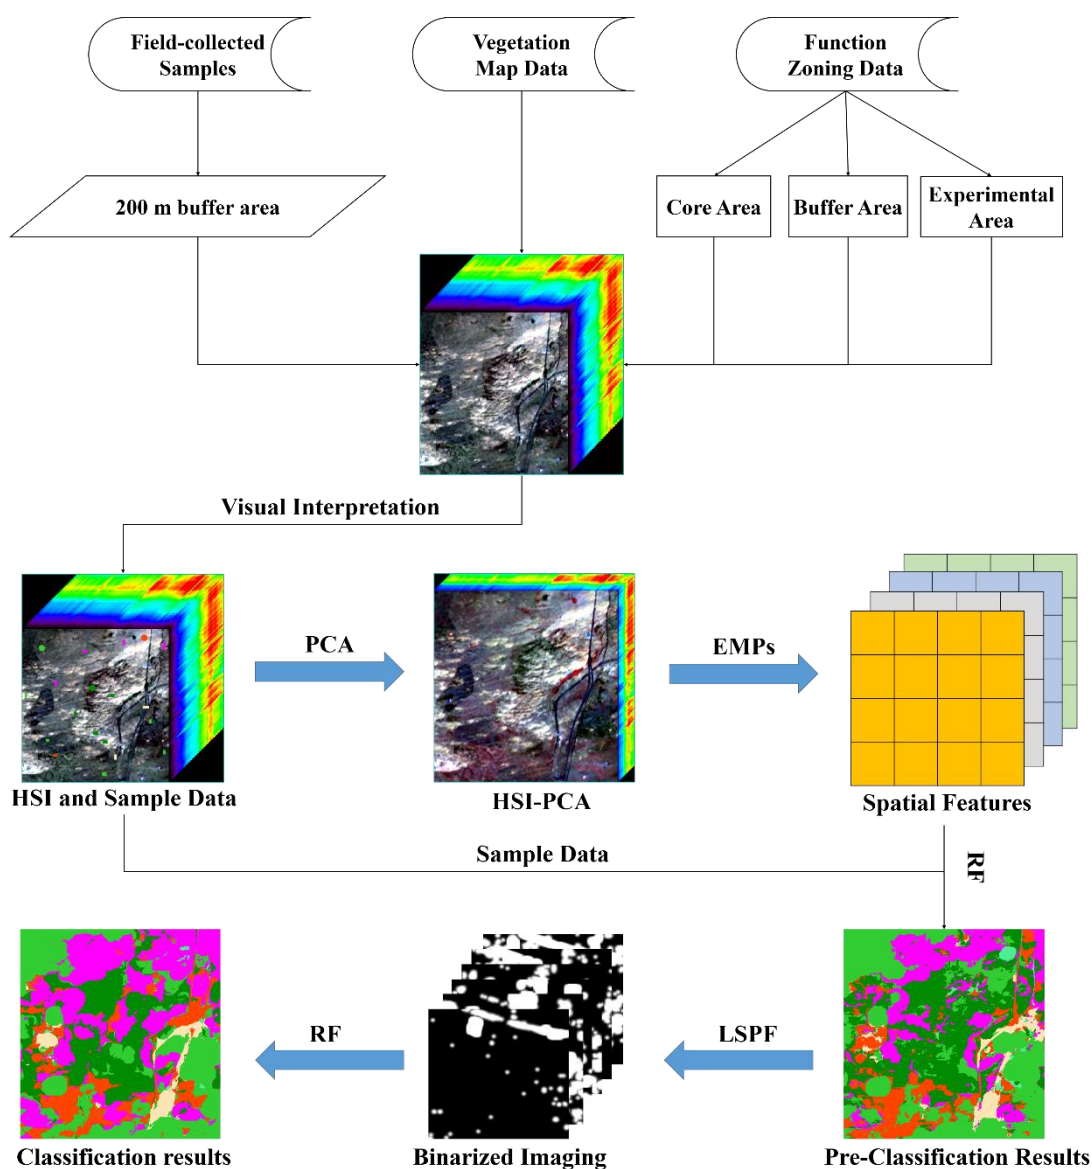 Field-collected
Samples
Vegetation
Map Data
Function
Zoning Data
200 m buffer area
Core Area
Buffer Area
Experimental
Area
Visual Interpretation
PCA
EMPs
HSI and Sample Data
HSI-PCA
Spatial Features
Sample Data
RF
RF
LSPF
Classification results
Binarized Imaging
Pre-Classification Results